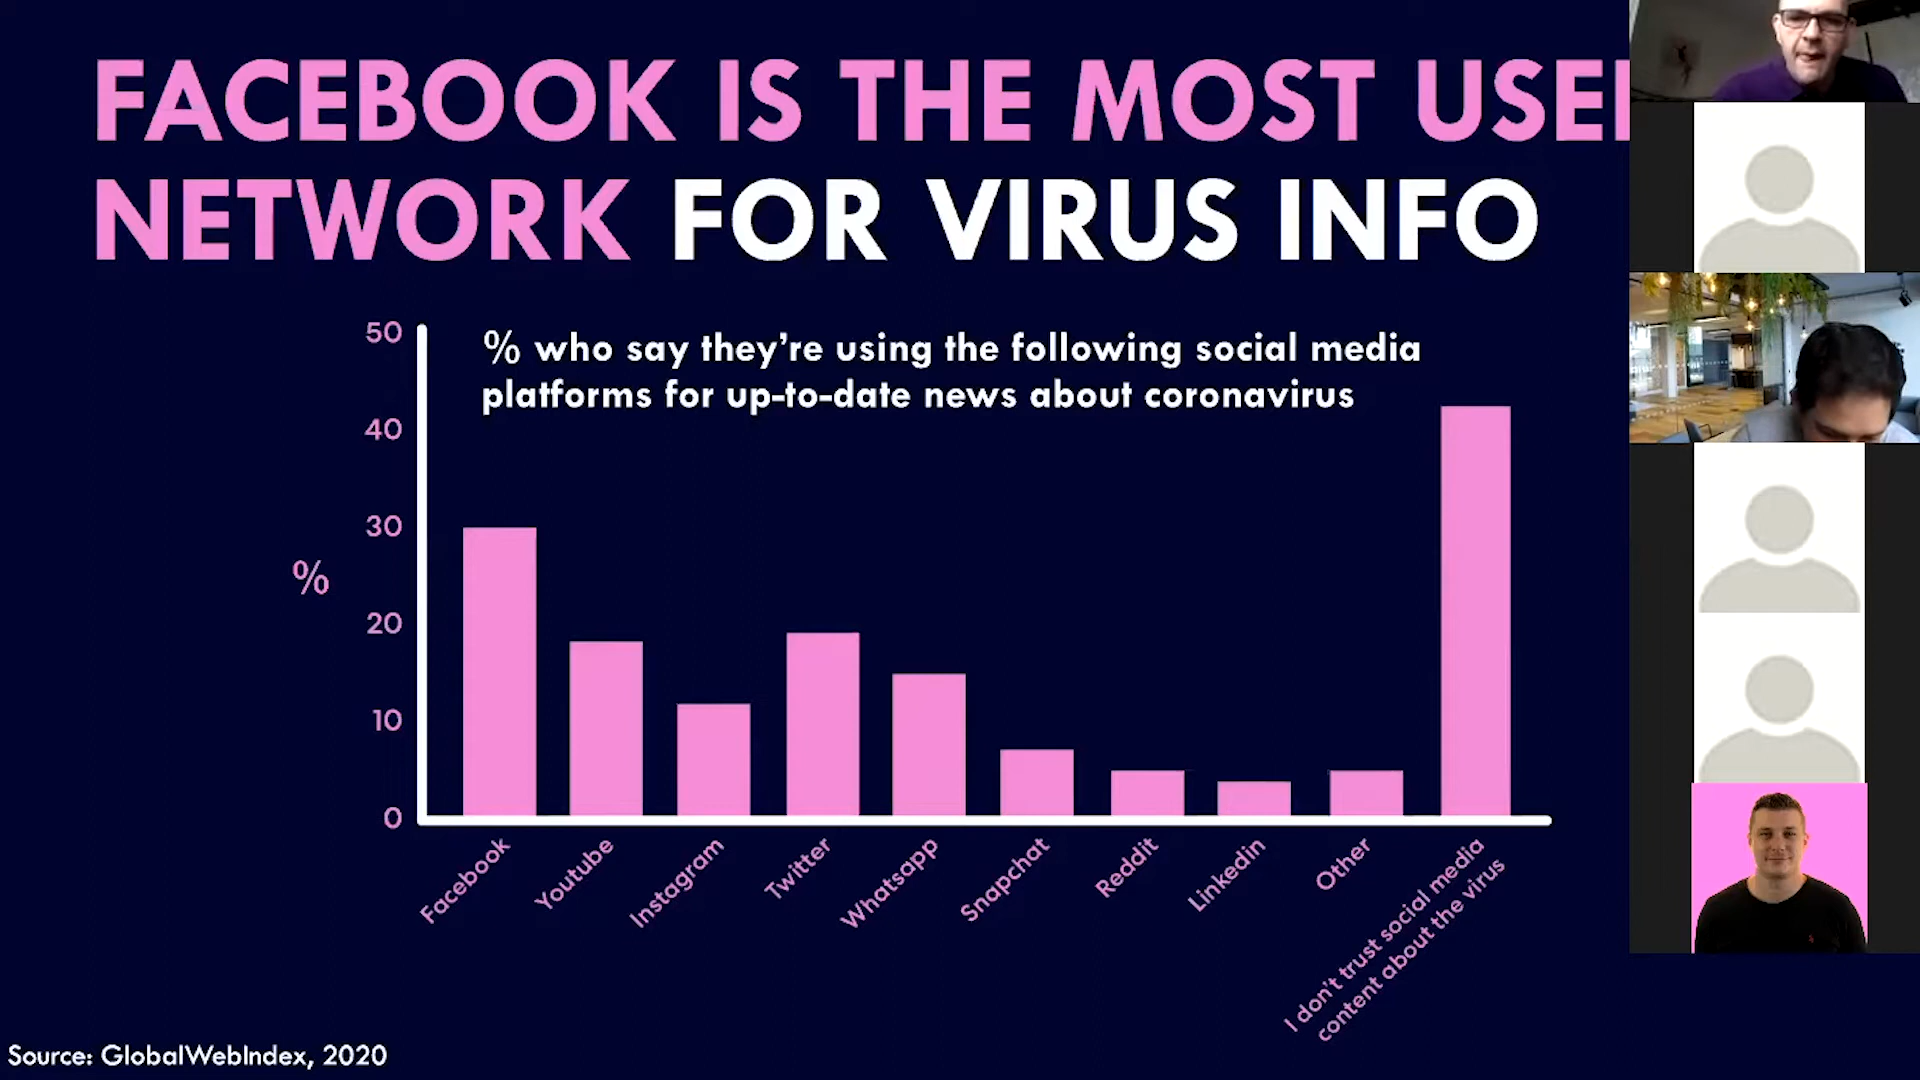 FACEBOOK IS THE MOST
NETWORK FOR VIRUS INFO
% who say they're using the following social media
platforms for up-to-date news about coronavirus
50
40
30
20
10
0
%
Facebook
Youtube
Instagram
Twitter
Whatsapp
Snapchat
Reddit
Linkedin
Other
I don't trust social media
content about the virus
Source: GlobalWebIndex, 2020